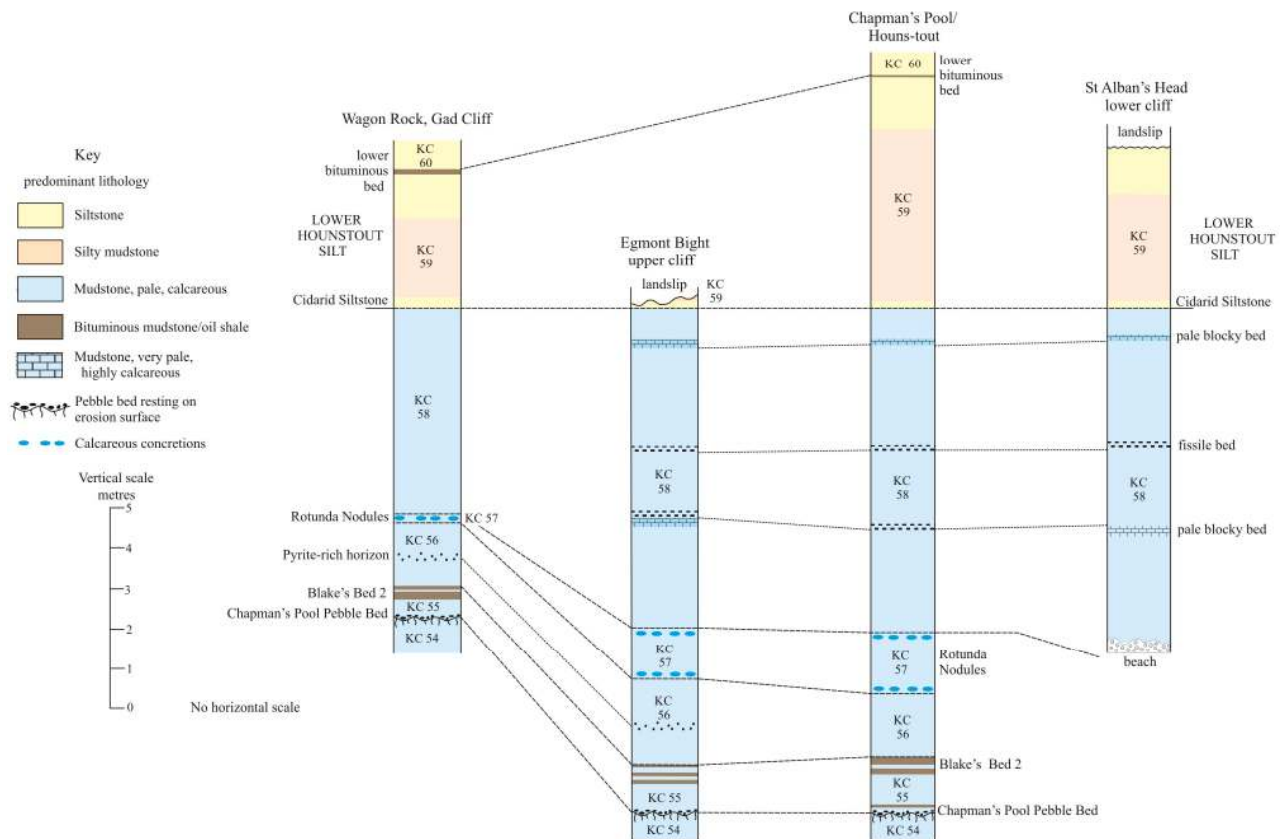 Key
predominant lithology
Siltstone
Silty mudstone
Mudstone, pale, calcareous
Bituminous mudstone/oil shale
Mudstone, very pale,
highly calcareous
Pebble bed resting on
erosion surface
Calcareous concretions
Vertical scale
metres
5
4
3
2
1
0
No horizontal scale
Wagon Rock, Gad Cliff
lower
bituminous
bed
KC
60
LOWER
HOUNSTOUT
SILT
KC
59
Cidarid Siltstone
KC
58
Rotunda Nodules
KC 57
KC 56
Pyrite-rich horizon
Blake's Bed 2
KC 55
Chapman's Pool Pebble Bed
KC 54
Egmont Bight
upper cliff
landslip
KC
59
KC
58
KC
57
KC
56
KC 55
KC 54
Chapman's Pool/
Houns-tout
KC 60
lower
bituminous
bed
KC
59
KC
58
KC
57
Rotunda
Nodules
KC
56
Blake's Bed 2
KC
55
Chapman's Pool Pebble Bed
KC 54
St Alban's Head
lower cliff
landslip
KC
59
LOWER
HOUNSTOUT
SILT
Cidarid Siltstone
pale blocky bed
fissile bed
KC
58
pale blocky bed
beach